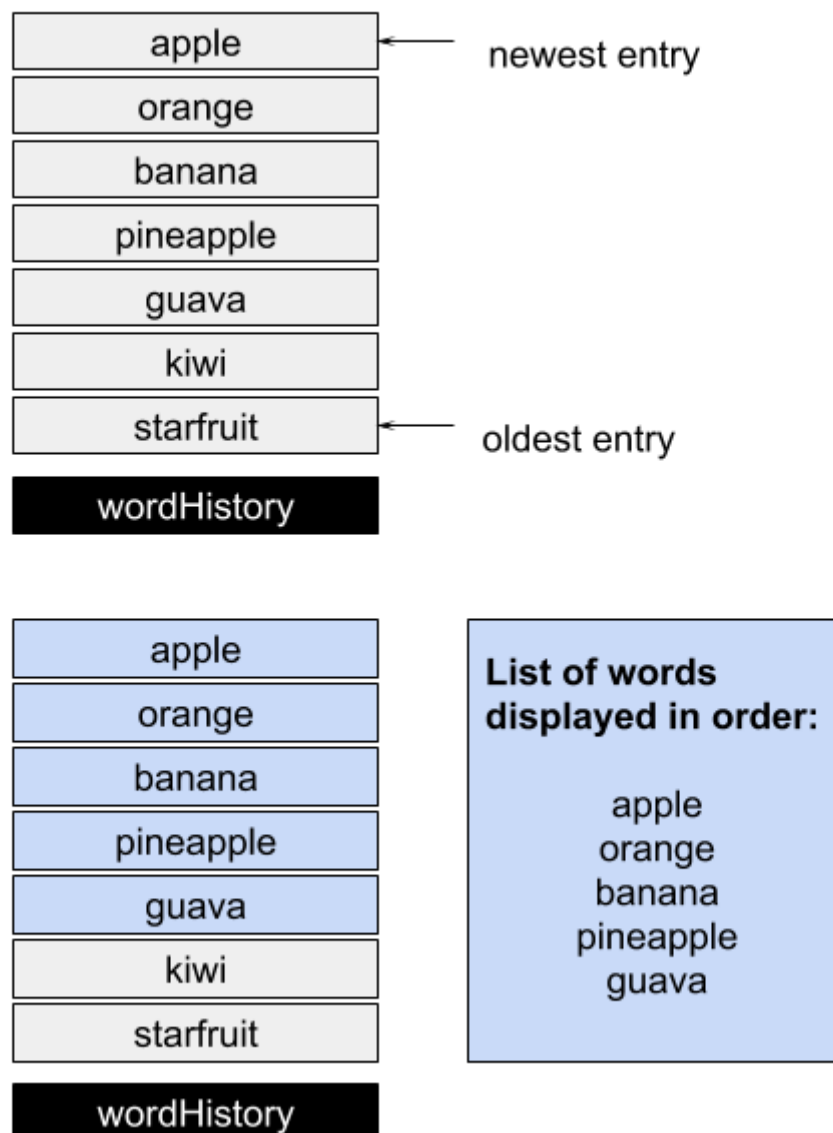 apple
newest entry
orange
banana
pineapple
guava
kiwi
starfruit
oldest entry
wordHistory
apple
orange
banana
pineapple
guava
kiwi
starfruit
wordHistory
List of words
displayed in order:
apple
orange
banana
pineapple
guava